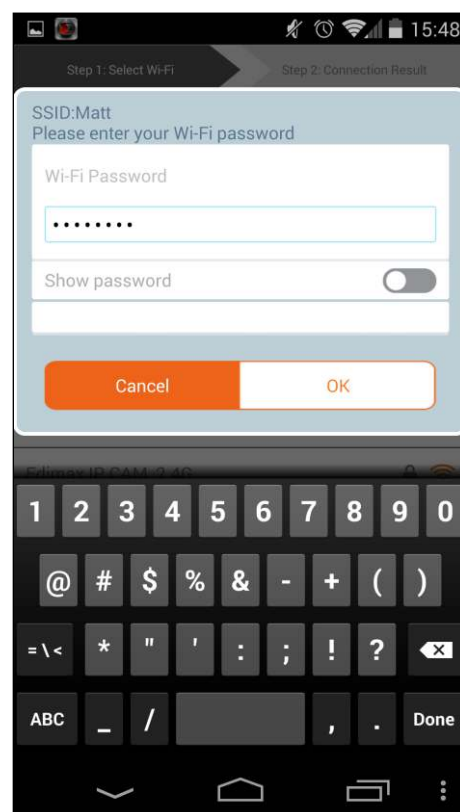 15:48
Step 1: Select Wi-Fi Step 2: Connection Result
SSID:Matt
Please enter your Wi-Fi password
Wi-Fi Password
••••••••
Show password
Cancel OK
Edimax IP CAM 2.4G
1 2 3 4 5 6 7 8 9 0
@ # $ % & - + ( )
= \ < * " ' : ; ! ?
ABC _ / , . Done